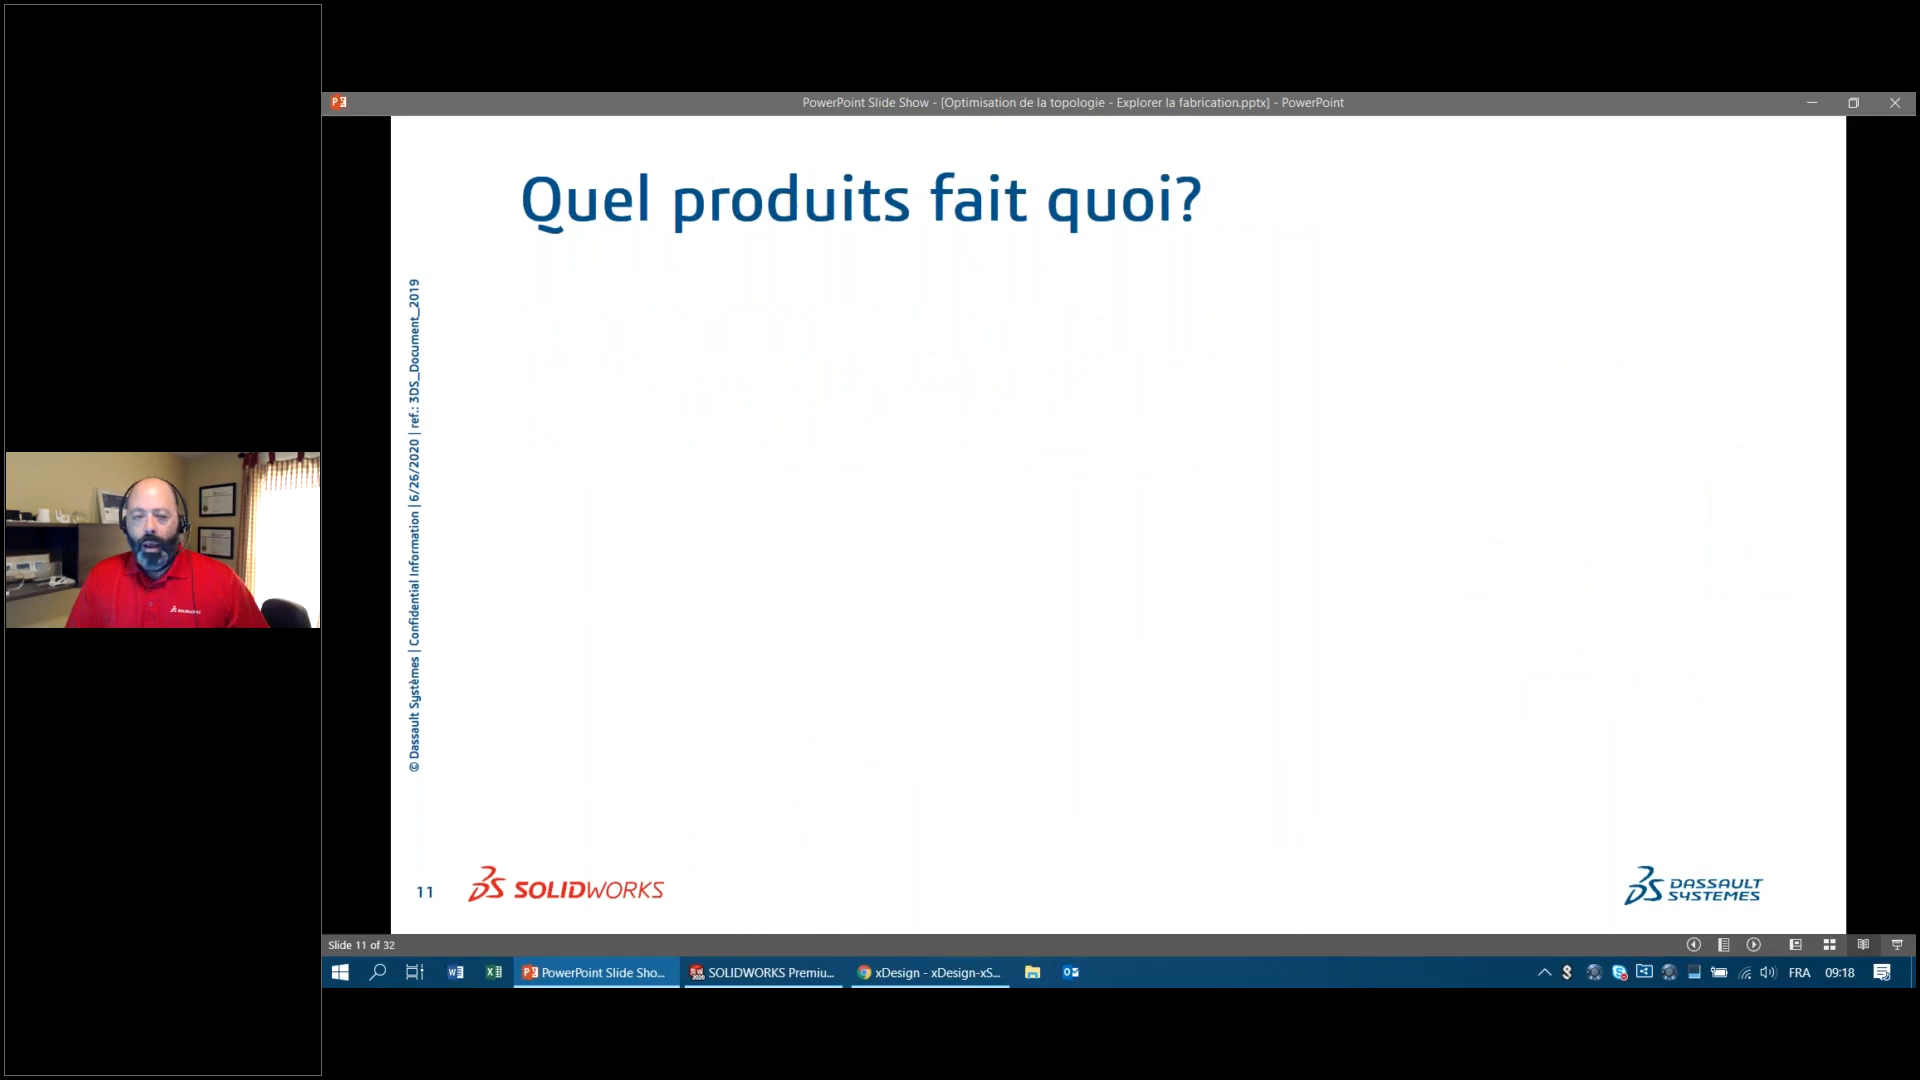 PowerPoint Slide Show - [Optimisation de la topologie - Explorer la fabrication.pptx] - PowerPoint
Quel produits fait quoi?
© Dassault Systèmes | Confidential Information | 6/26/2020 | ref.: 3DS_Document_2019
11
SOLIDWORKS
DASSAULT
SYSTEMES
Slide 11 of 32
PowerPoint Slide Sho...
SOLIDWORKS Premiu...
xDesign - xDesign-xS...
FRA
09:18